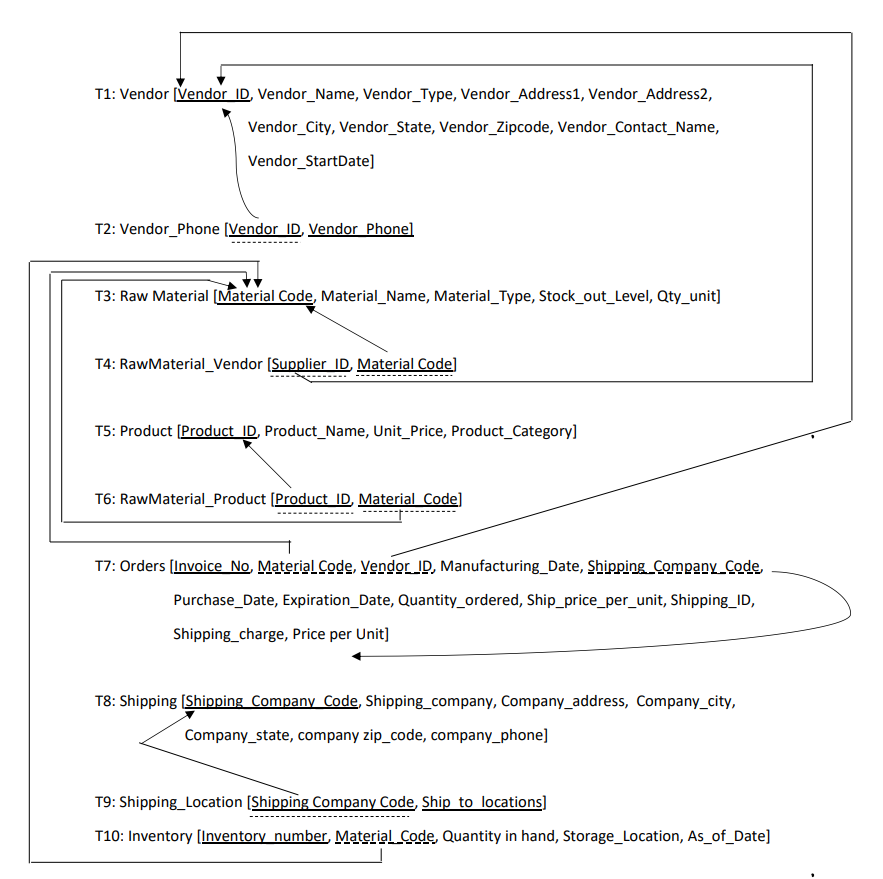 T1: Vendor [Vendor_ID, Vendor_Name, Vendor_Type, Vendor_Address1, Vendor_Address2,
Vendor_City, Vendor_State, Vendor_Zipcode, Vendor_Contact_Name,
Vendor_StartDate]
T2: Vendor_Phone [Vendor_ID, Vendor_Phone]
T3: Raw Material [Material Code, Material_Name, Material_Type, Stock_out_Level, Qty_unit]
T4: RawMaterial_Vendor [Supplier_ID, Material Code]
T5: Product [Product_ID, Product_Name, Unit_Price, Product_Category]
T6: RawMaterial_Product [Product_ID, Material_Code]
T7: Orders [Invoice_No, Material Code, Vendor_ID, Manufacturing_Date, Shipping_Company_Code,
Purchase_Date, Expiration_Date, Quantity_ordered, Ship_price_per_unit, Shipping_ID,
Shipping_charge, Price per Unit]
T8: Shipping [Shipping_Company_Code, Shipping_company, Company_address, Company_city,
Company_state, company zip_code, company_phone]
T9: Shipping_Location [Shipping Company Code, Ship_to_locations]
T10: Inventory [Inventory_number, Material_Code, Quantity in hand, Storage_Location, As_of_Date]